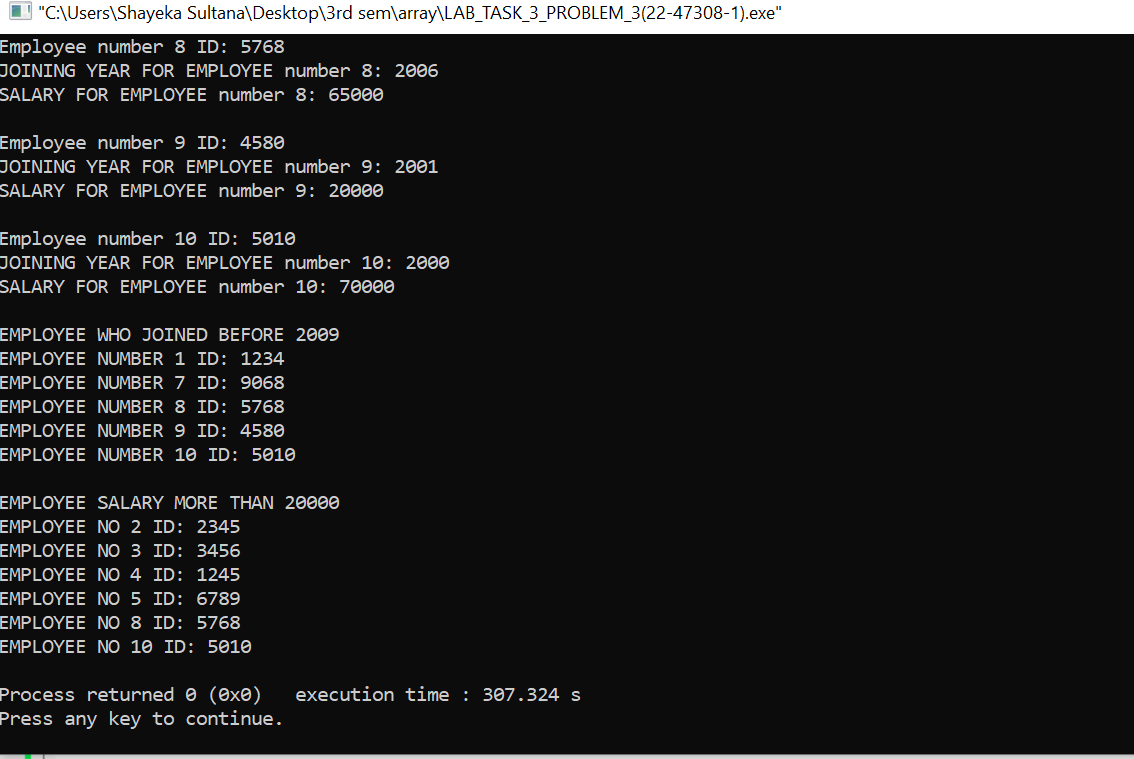 "C:\Users\Shayeka Sultana\Desktop\3rd sem\array\LAB_TASK_3_PROBLEM_3(22-47308-1).exe"
Employee number 8 ID: 5768
JOINING YEAR FOR EMPLOYEE number 8: 2006
SALARY FOR EMPLOYEE number 8: 65000
Employee number 9 ID: 4580
JOINING YEAR FOR EMPLOYEE number 9: 2001
SALARY FOR EMPLOYEE number 9: 20000
Employee number 10 ID: 5010
JOINING YEAR FOR EMPLOYEE number 10: 2000
SALARY FOR EMPLOYEE number 10: 70000
EMPLOYEE WHO JOINED BEFORE 2009
EMPLOYEE NUMBER 1 ID: 1234
EMPLOYEE NUMBER 7 ID: 9068
EMPLOYEE NUMBER 8 ID: 5768
EMPLOYEE NUMBER 9 ID: 4580
EMPLOYEE NUMBER 10 ID: 5010
EMPLOYEE SALARY MORE THAN 20000
EMPLOYEE NO 2 ID: 2345
EMPLOYEE NO 3 ID: 3456
EMPLOYEE NO 4 ID: 1245
EMPLOYEE NO 5 ID: 6789
EMPLOYEE NO 8 ID: 5768
EMPLOYEE NO 10 ID: 5010
Process returned 0 (0x0)   execution time : 307.324 s
Press any key to continue.